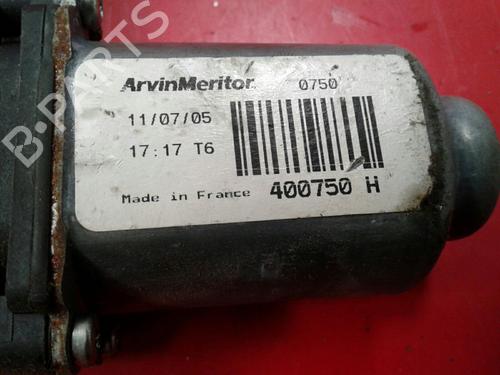 B-PARTS
ArvinMeritor. 0750
11/07/05
17:17 T6
Made in France 400750 H